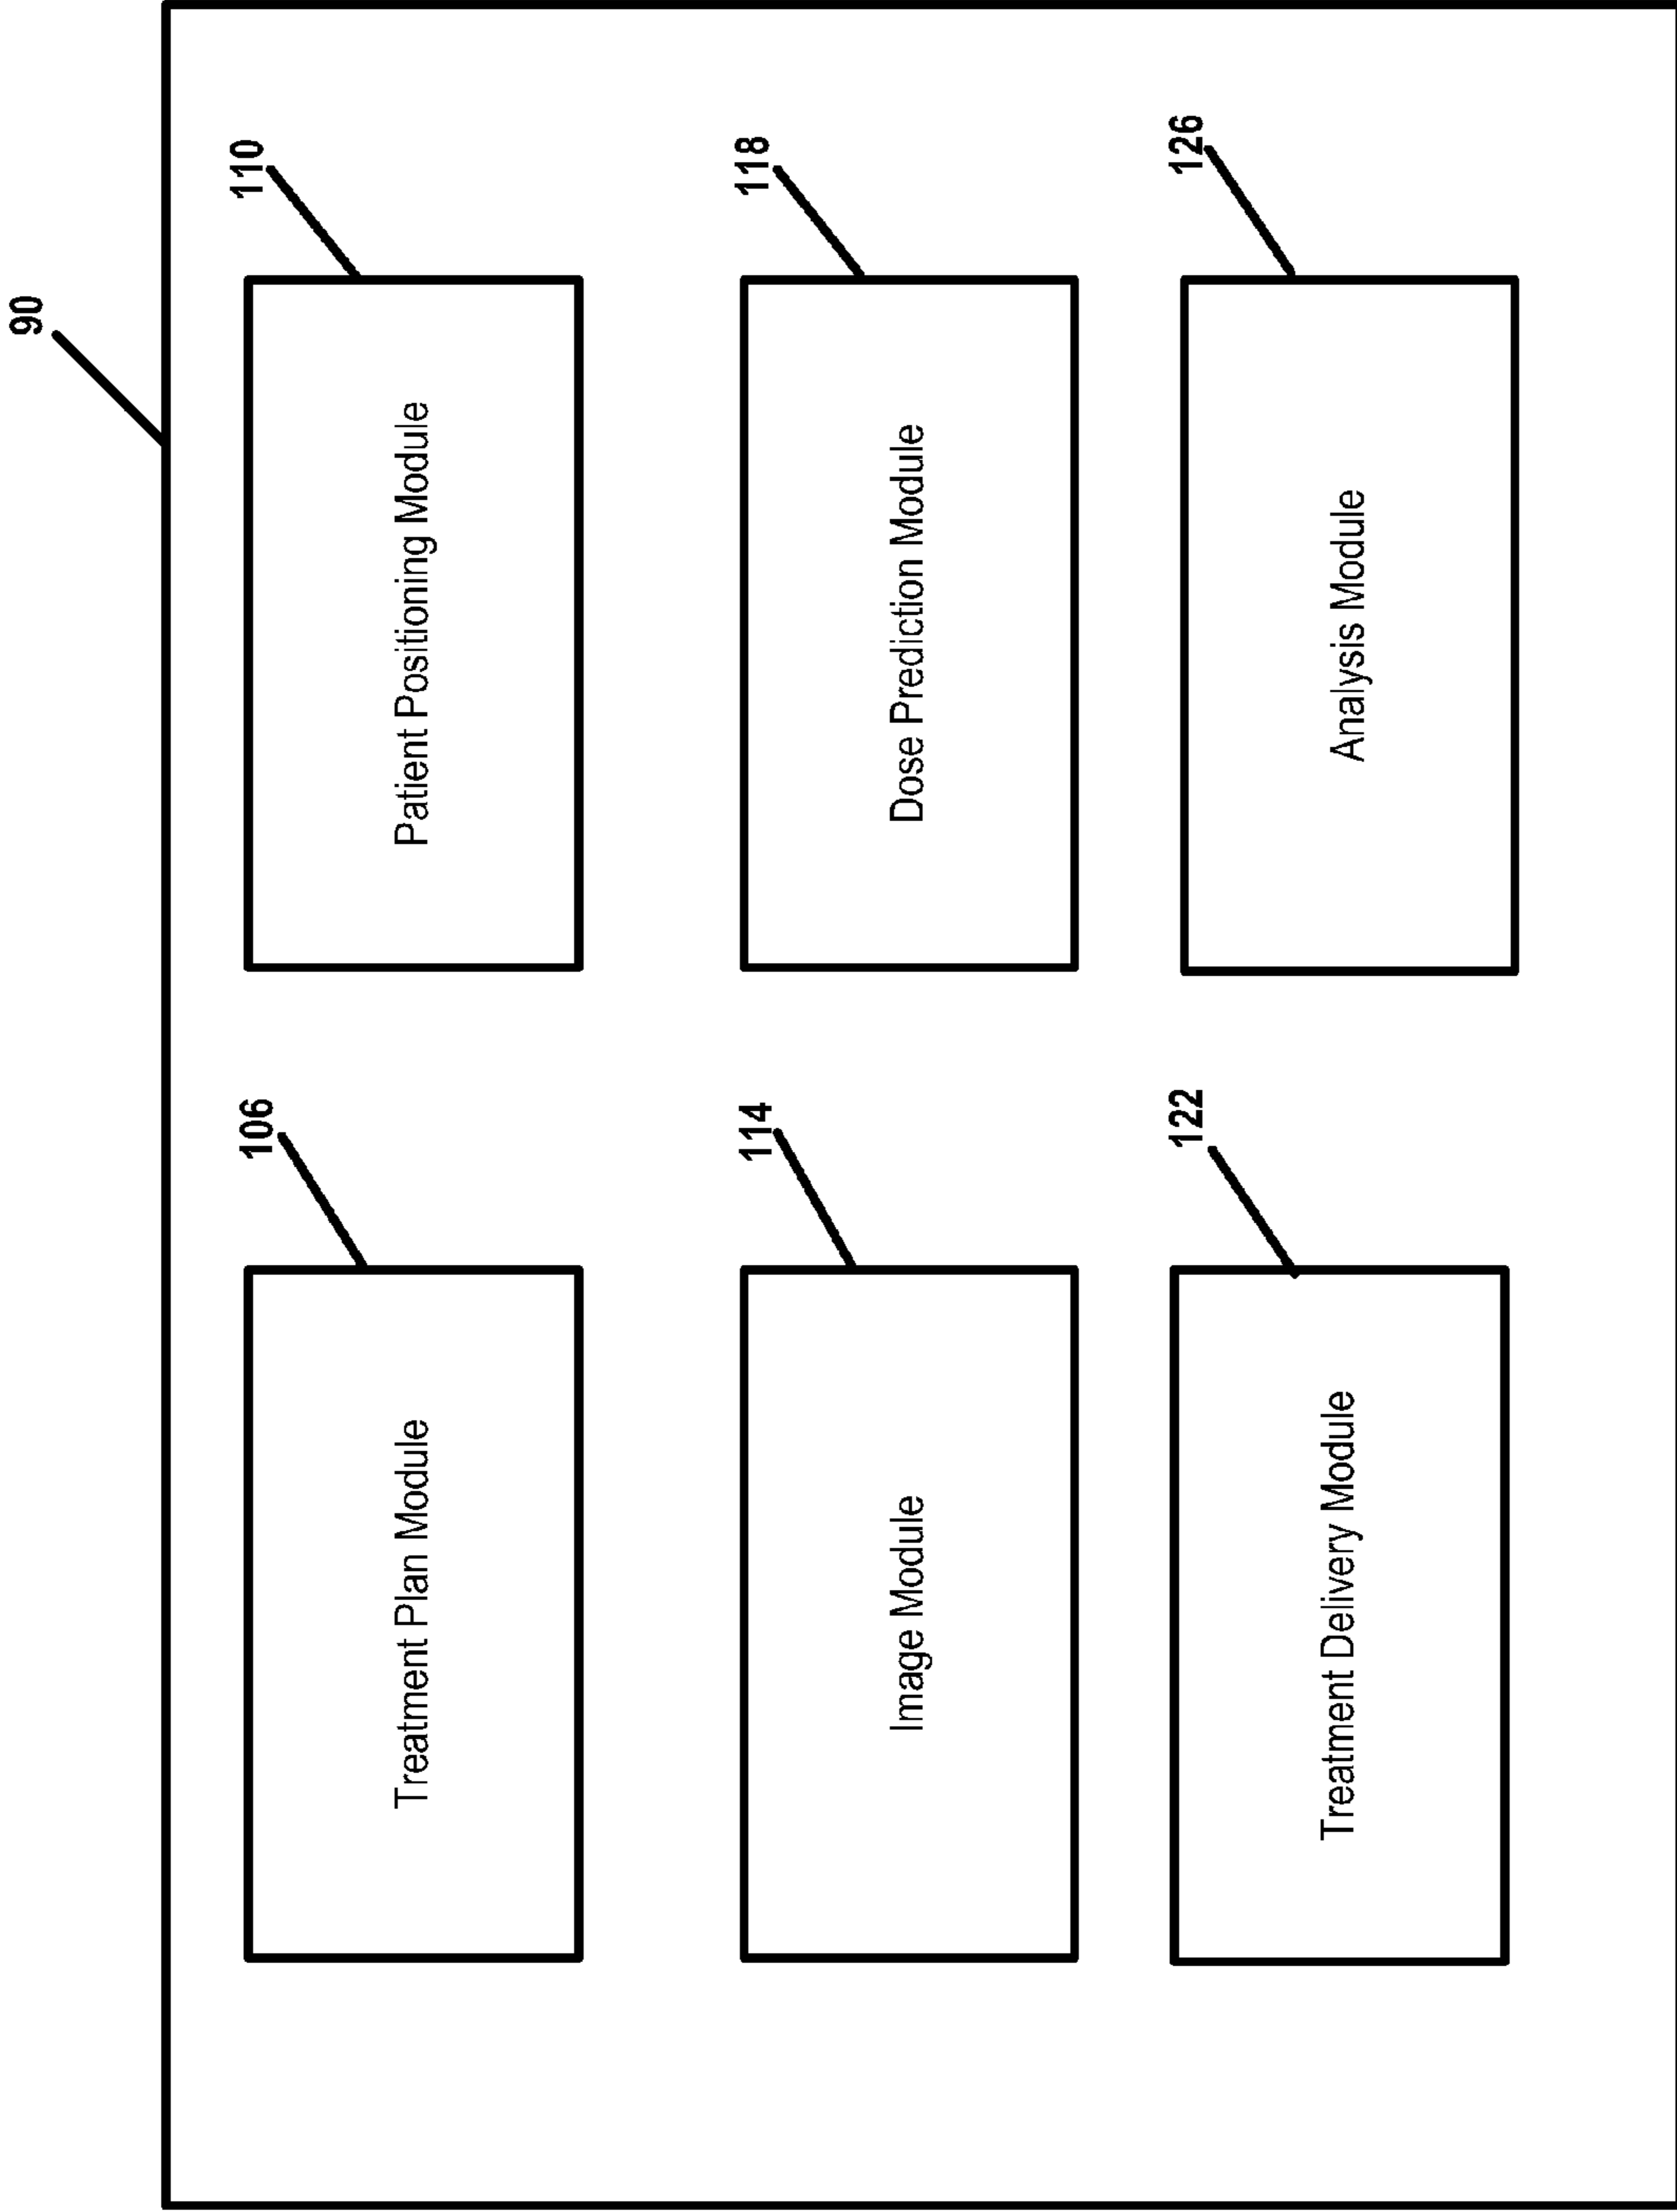 90
106
110
Treatment Plan Module
Patient Positioning Module
114
118
Image Module
Dose Prediction Module
122
126
Treatment Delivery Module
Analysis Module